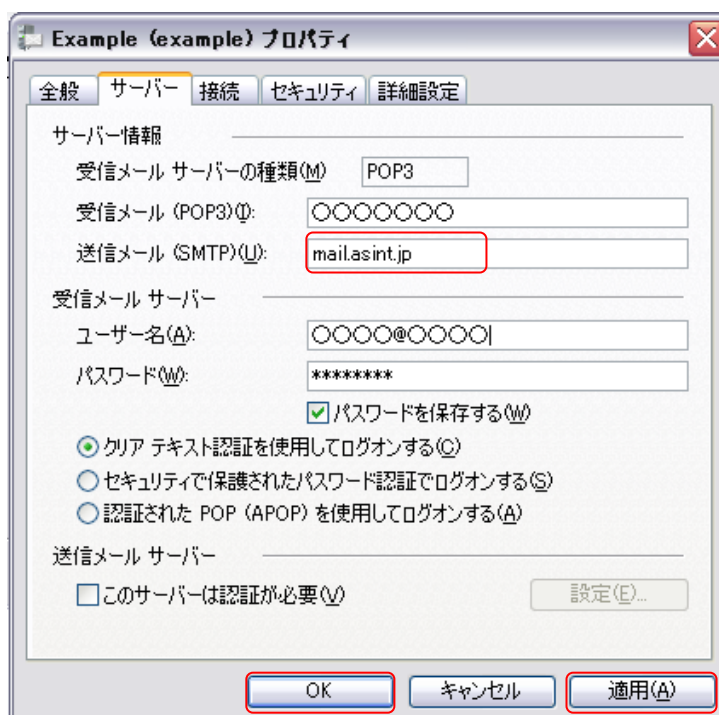 Example (example) プロパティ
全般 サーバー 接続 セキュリティ 詳細設定
サーバー情報
受信メール サーバーの種類(M) POP3
受信メール (POP3)(I): 〇〇〇〇〇〇〇
送信メール (SMTP)(U): mail.asint.jp
受信メール サーバー
ユーザー名(A): 〇〇〇〇@〇〇〇〇
パスワード(W): ********
パスワードを保存する(W)
クリア テキスト認証を使用してログオンする(C)
セキュリティで保護されたパスワード認証でログオンする(S)
認証された POP (APOP) を使用してログオンする(A)
送信メール サーバー
このサーバーは認証が必要(V) 設定(E)...
OK キャンセル 適用(A)